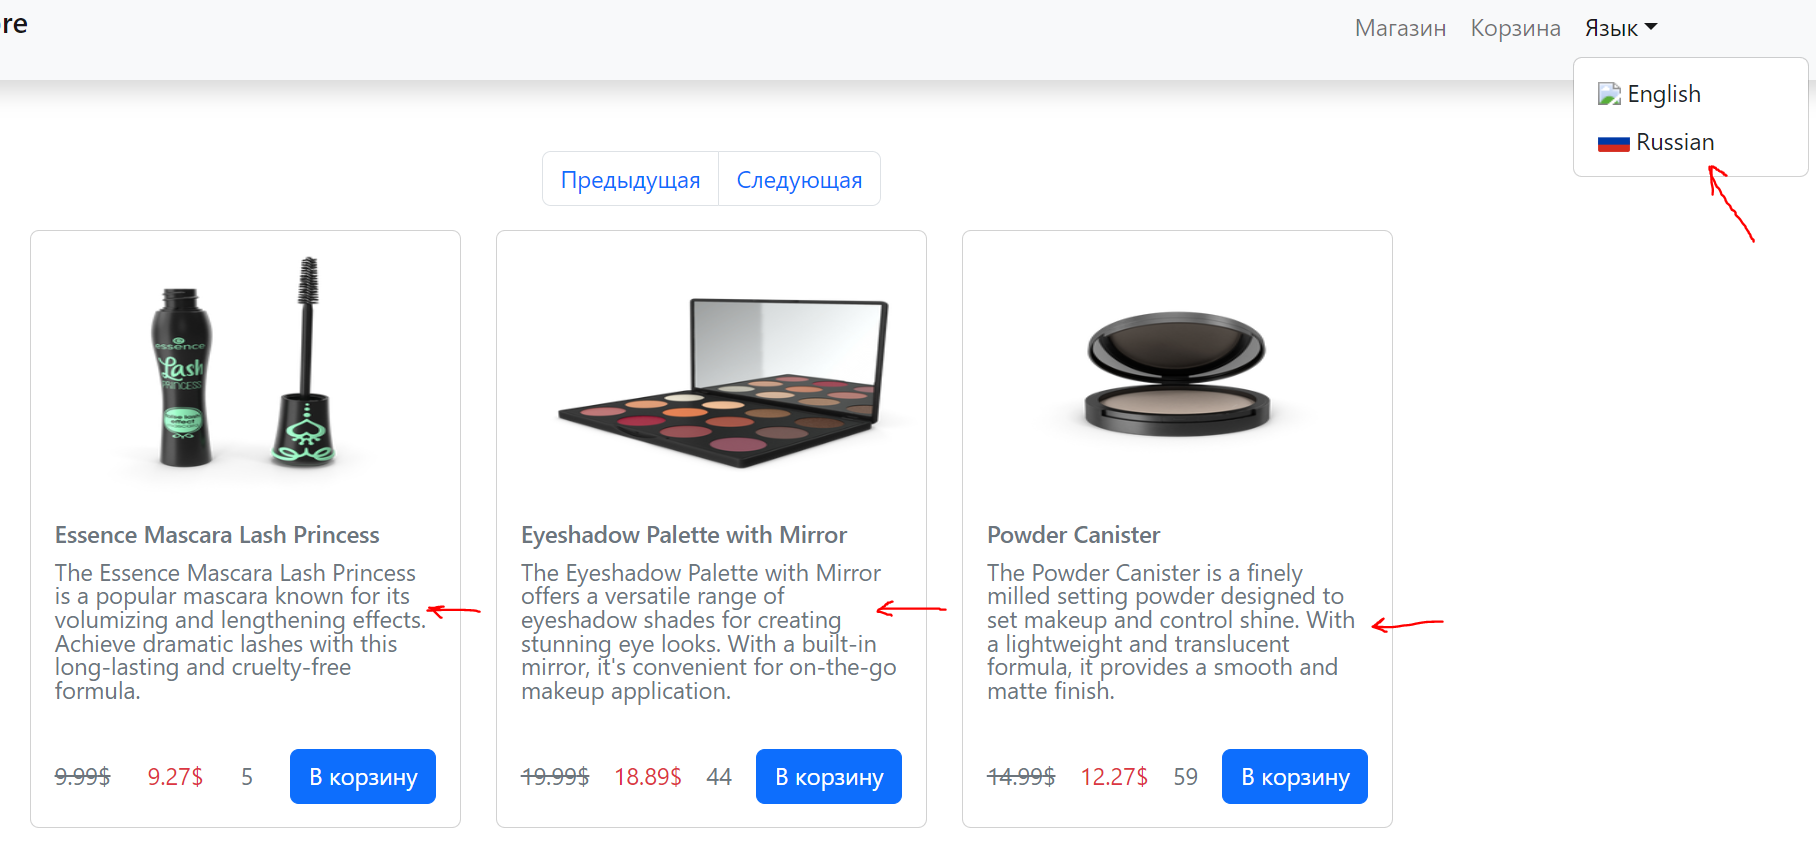 re
Магазин Корзина Язык
English
Russian
Предыдущая Следующая
essence
Lash
PRINCESS
Essence Mascara Lash Princess
The Essence Mascara Lash Princess
is a popular mascara known for its
volumizing and lengthening effects.
Achieve dramatic lashes with this
long-lasting and cruelty-free
formula.
9.99$ 9.27$ 5 В корзину
Eyeshadow Palette with Mirror
The Eyeshadow Palette with Mirror
offers a versatile range of
eyeshadow shades for creating
stunning eye looks. With a built-in
mirror, it's convenient for on-the-go
makeup application.
19.99$ 18.89$ 44 В корзину
Powder Canister
The Powder Canister is a finely
milled setting powder designed to
set makeup and control shine. With
a lightweight and translucent
formula, it provides a smooth and
matte finish.
14.99$ 12.27$ 59 В корзину